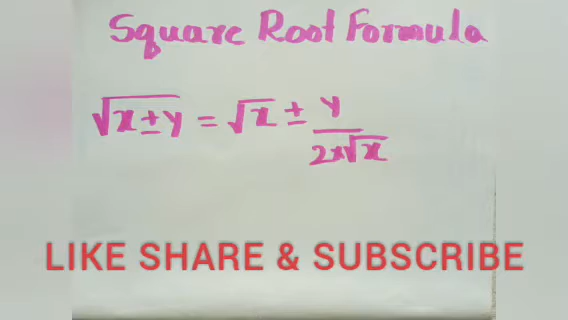 Square Root Formula
√x±y = √x ± y/2×√x
LIKE SHARE & SUBSCRIBE